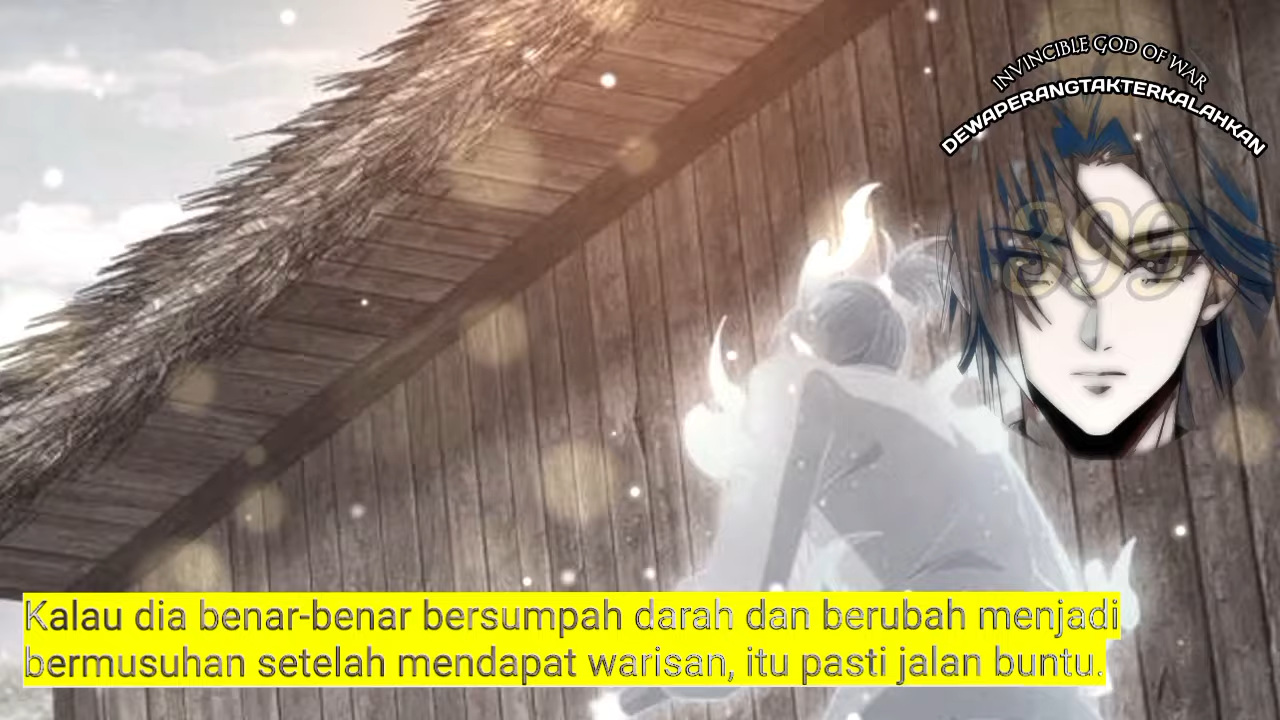 INVINCIBLE GOD OF WAR
DEWAPERANGTAKTERKALAHKAN
399
Kalau dia benar-benar bersumpah darah dan berubah menjadi
bermusuhan setelah mendapat warisan, itu pasti jalan buntu.